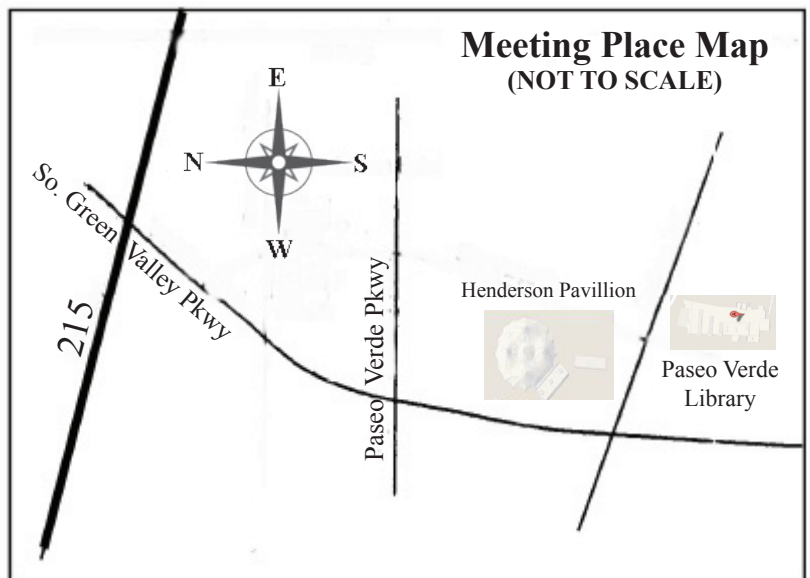 Meeting Place Map
(NOT TO SCALE)
E
N
S
W
So. Green Valley Pkwy
215
Paseo Verde Pkwy
Henderson Pavillion
Paseo Verde
Library